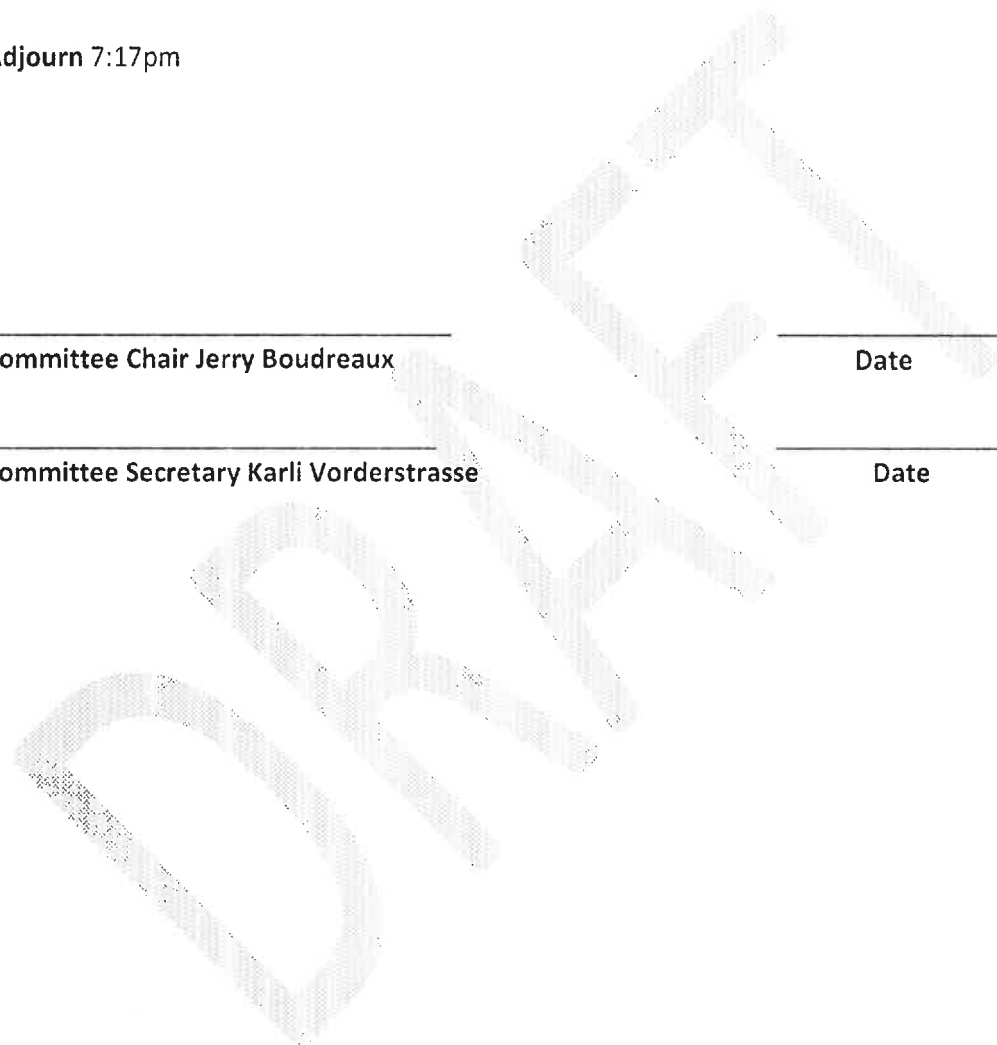 djourn 7:17pm
ommittee Chair Jerry Boudreaux Date
ommittee Secretary Karli Vorderstrasse Date
DRAFT